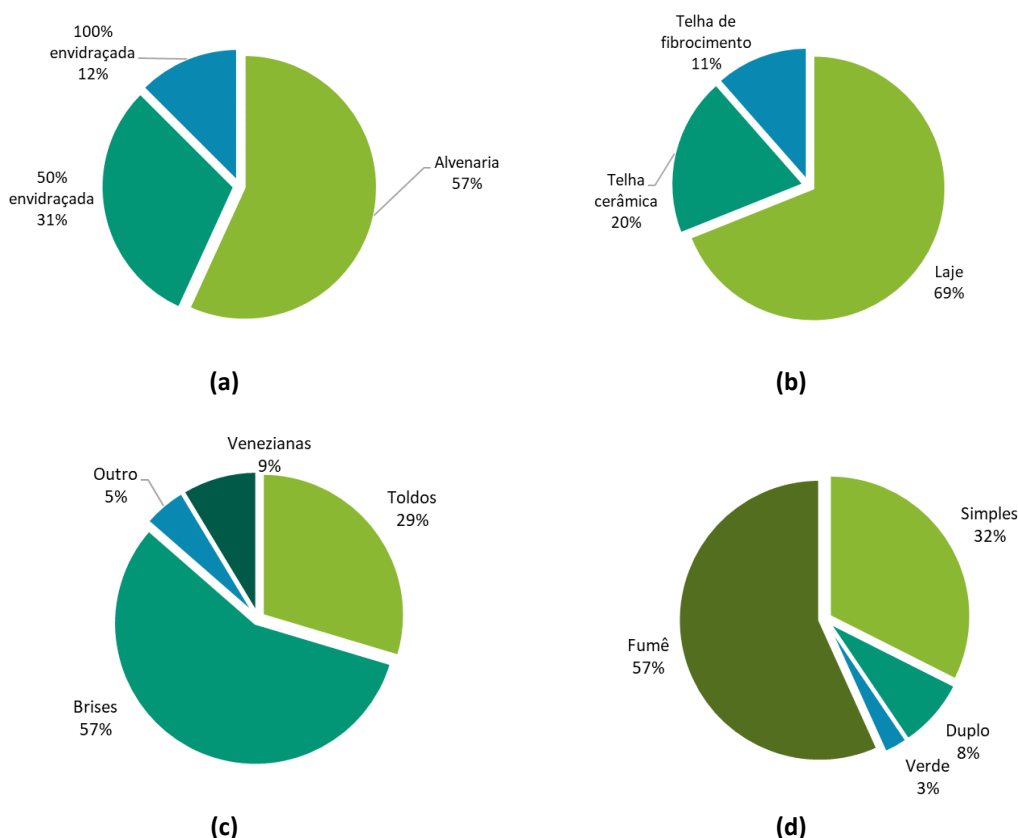 100%
envidraçada
12%
50%
envidraçada
31%
Alvenaria
57%
(a)
Telha de
fibrocimento
11%
Telha
cerâmica
20%
Laje
69%
(b)
Venezianas
9%
Outro
5%
Toldos
29%
Brises
57%
(c)
Simples
32%
Fumê
57%
Duplo
8%
Verde
3%
(d)